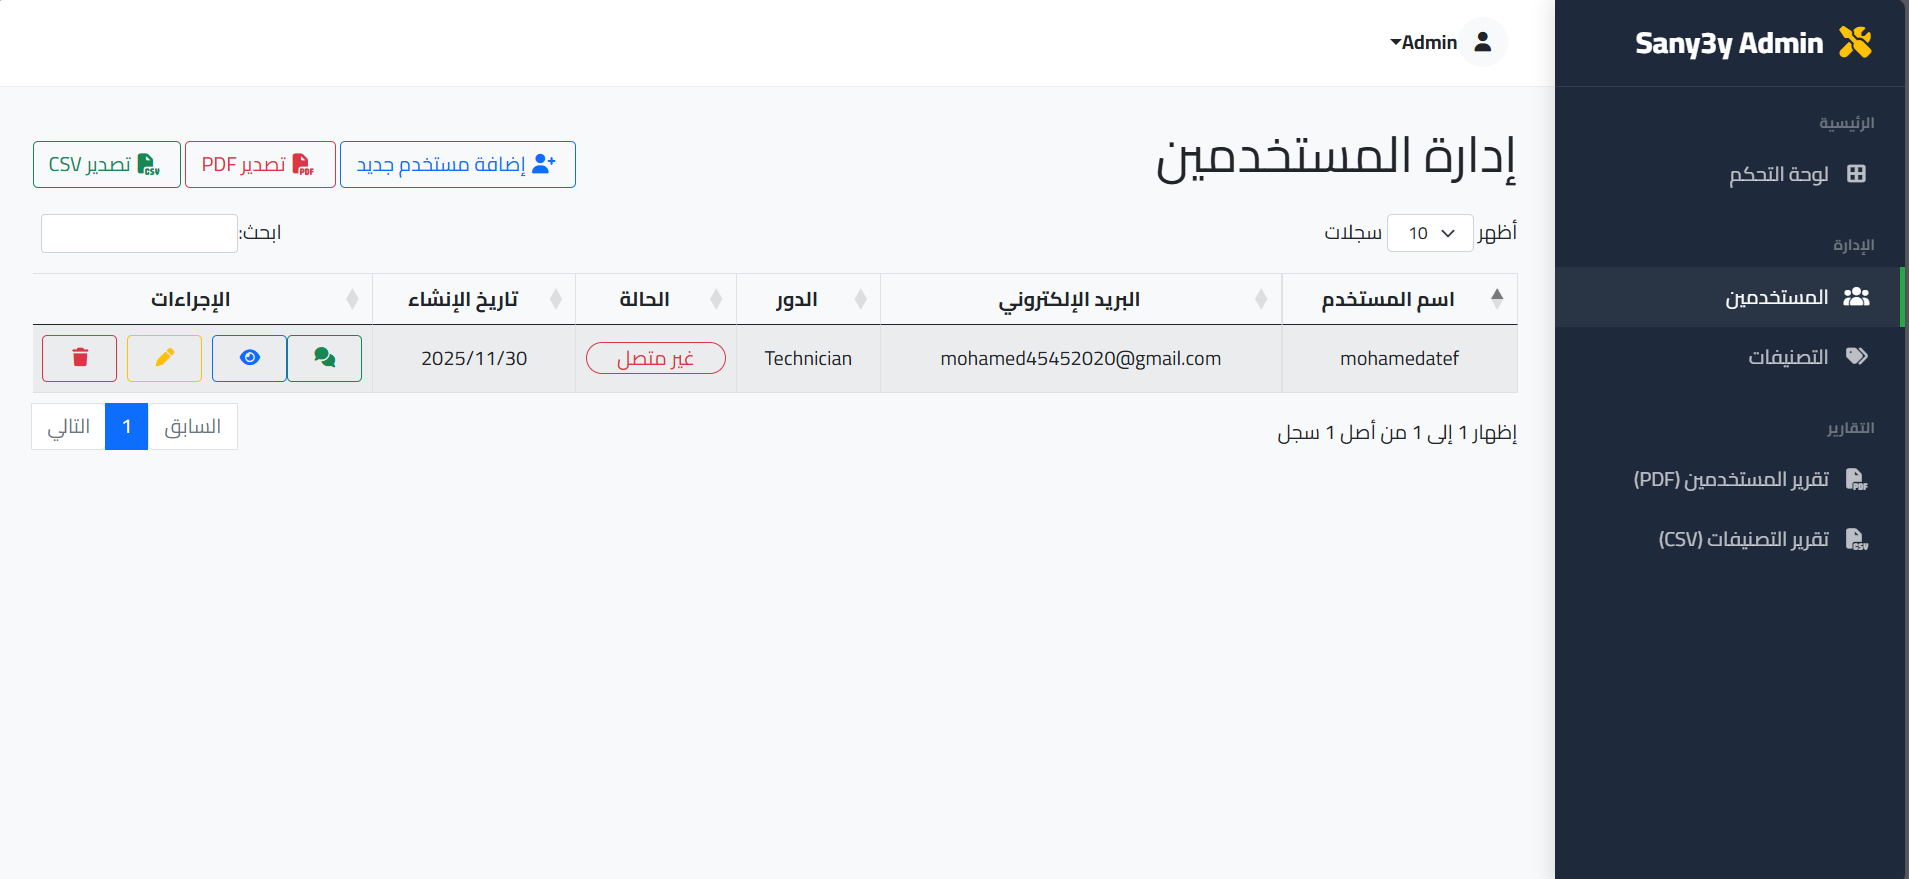 Sany3y Admin
الرئيسية
لوحة التحكم
الإدارة
المستخدمين
التصنيفات
التقارير
تقرير المستخدمين (PDF)
تقرير التصنيفات (CSV)
Admin
إدارة المستخدمين
إضافة مستخدم جديد
تصدير PDF
تصدير CSV
أظهر 10 سجلات
ابحث:
اسم المستخدم البريد الإلكتروني الدور الحالة تاريخ الإنشاء الإجراءات
mohamedatef mohamed45452020@gmail.com Technician غير متصل 2025/11/30
إظهار 1 إلى 1 من أصل 1 سجل
السابق 1 التالي